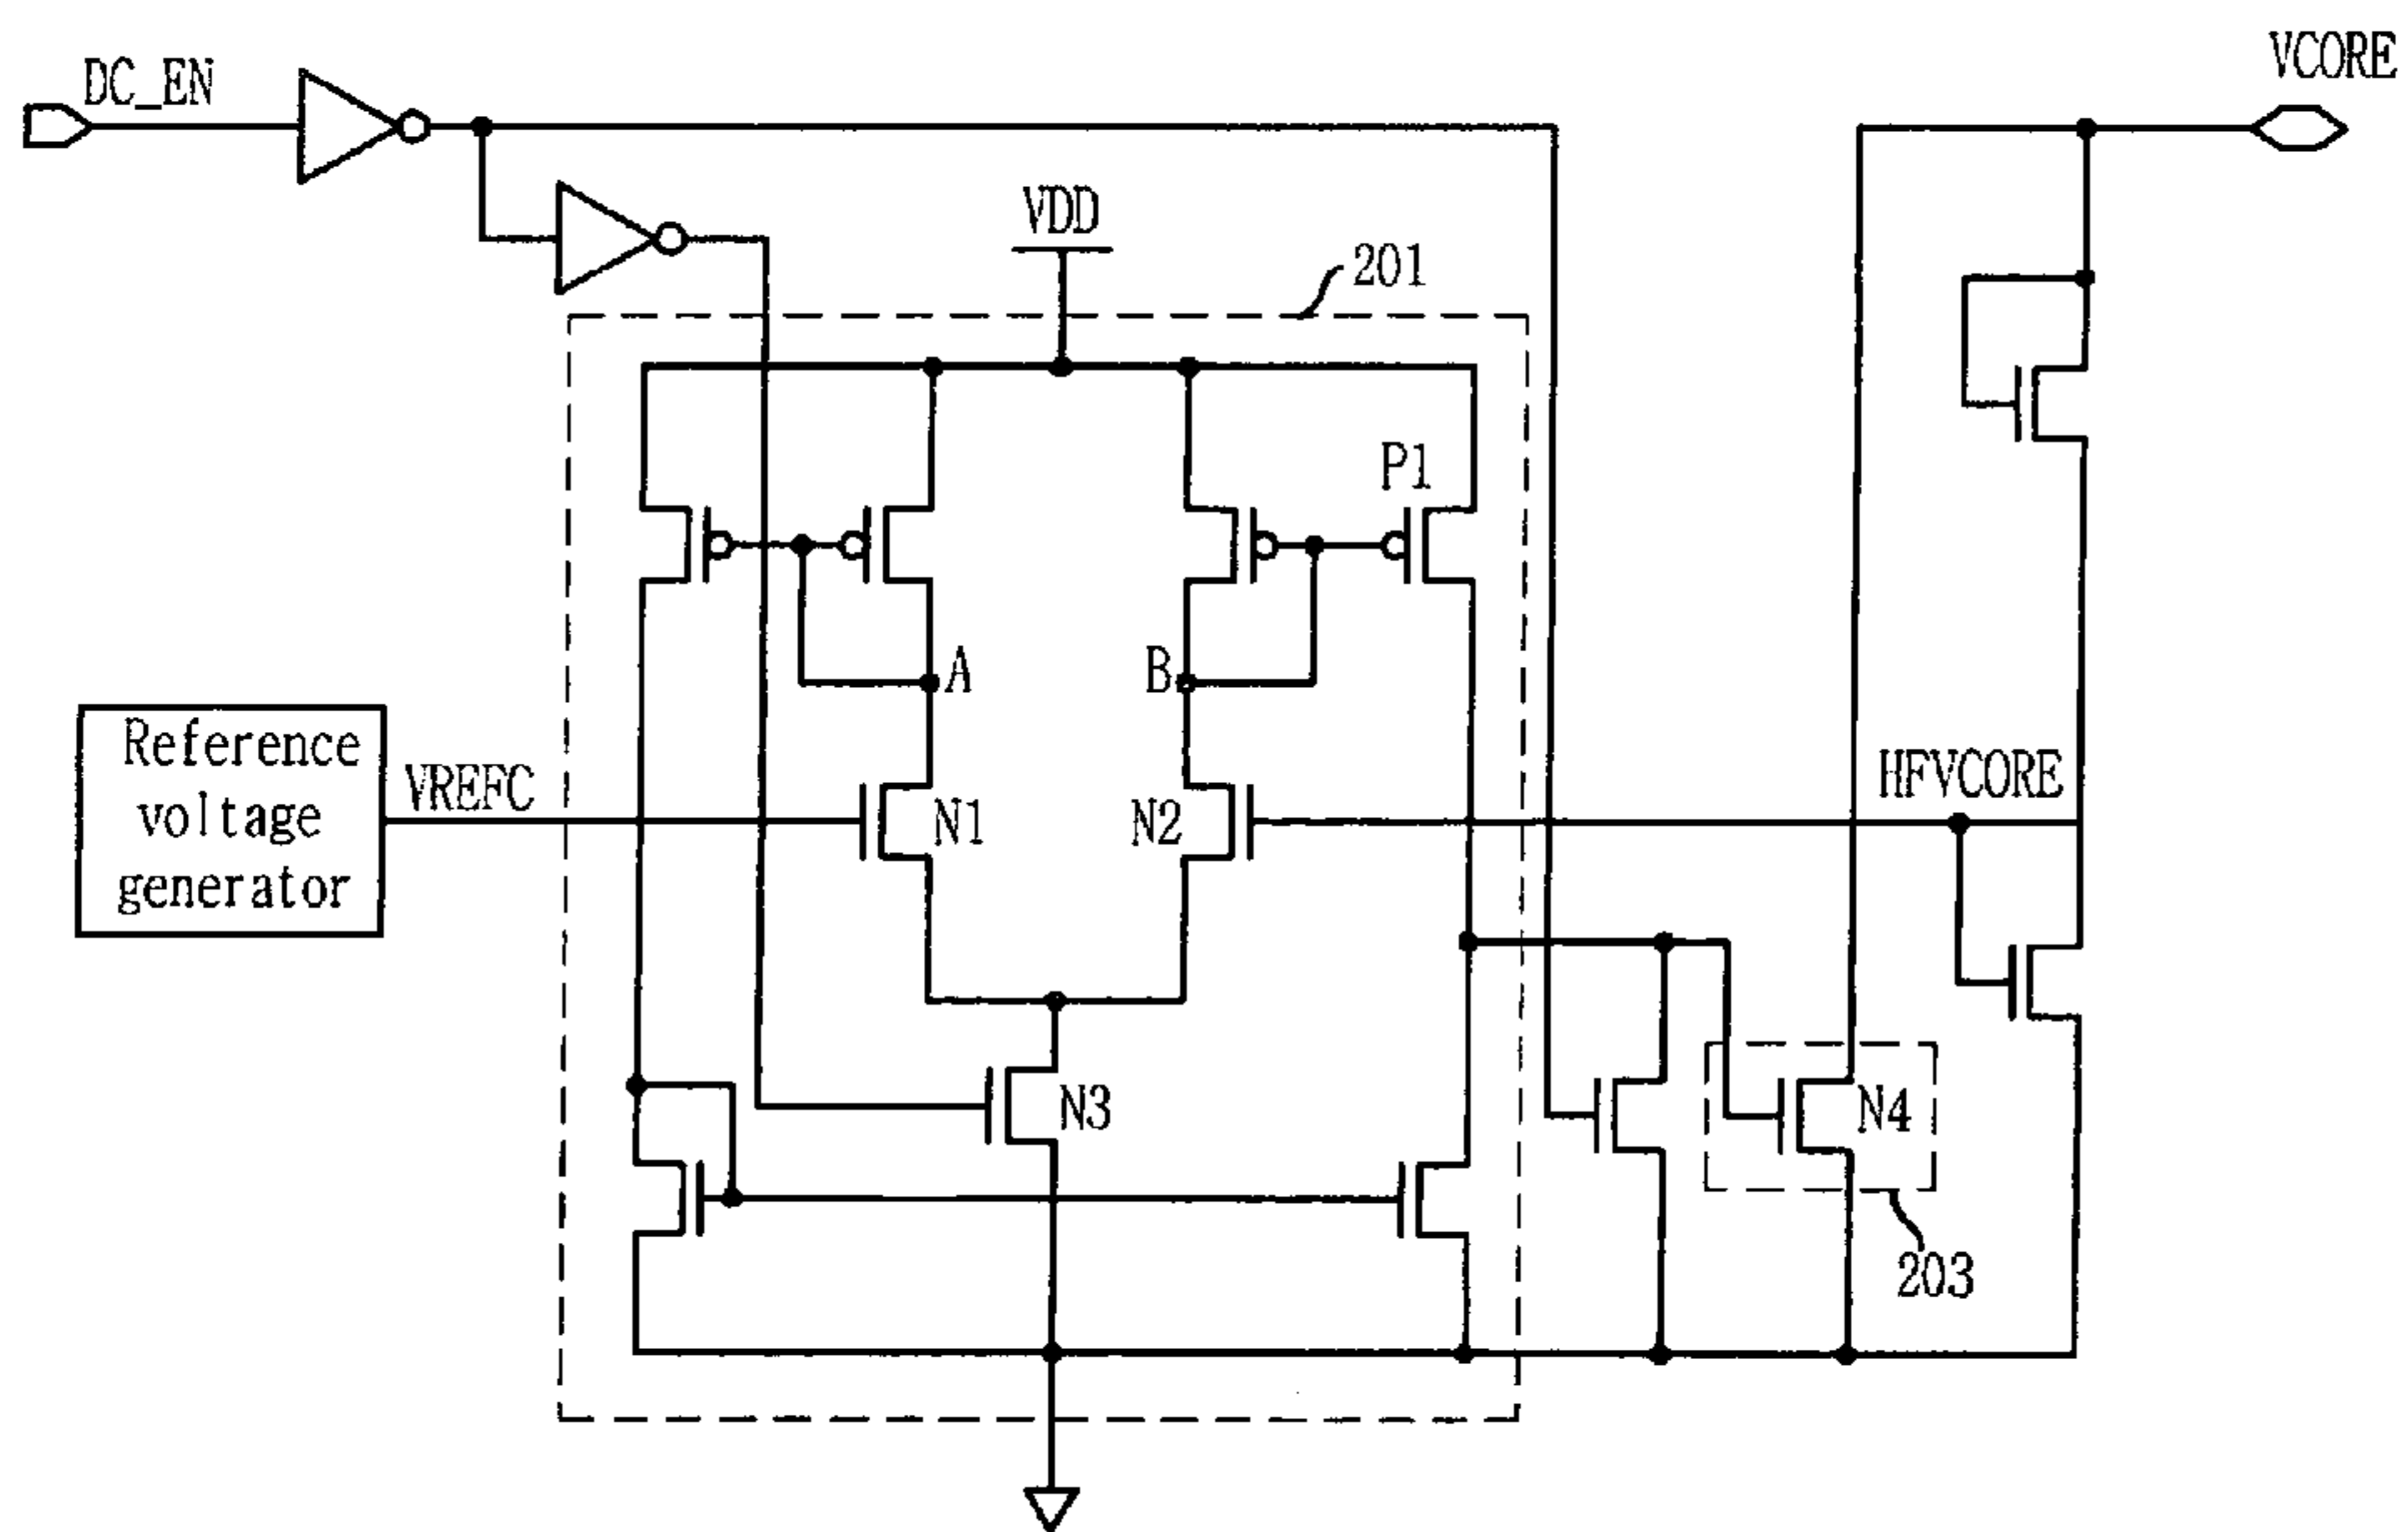 DC_EN
VCORE
VDD
201
P1
A
B
Reference
voltage
generator
VREFC
N1
N2
HFVCORE
N3
N4
203